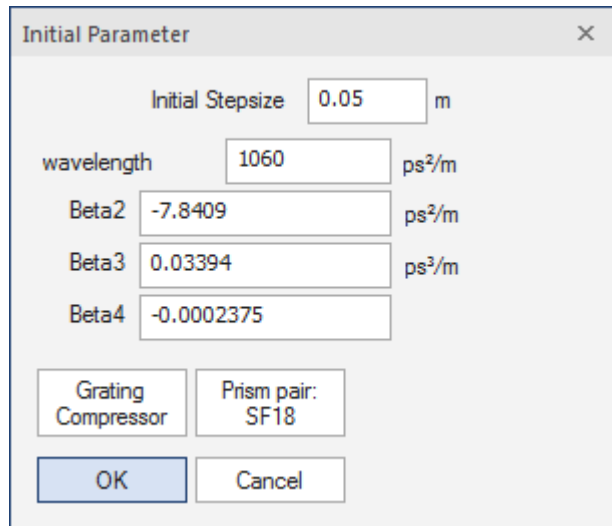 Initial Parameter
Initial Stepsize 0.05 m
wavelength 1060 ps²/m
Beta2 -7.8409 ps²/m
Beta3 0.03394 ps³/m
Beta4 -0.0002375
Grating Prism pair:
Compressor SF18
OK Cancel